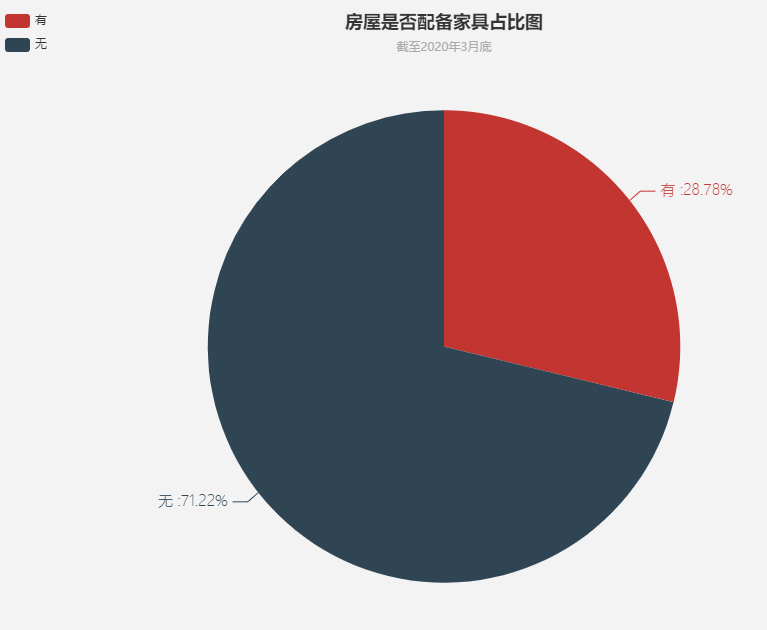 有
无
房屋是否配备家具占比图
截至2020年3月底
有 :28.78%
无 :71.22%